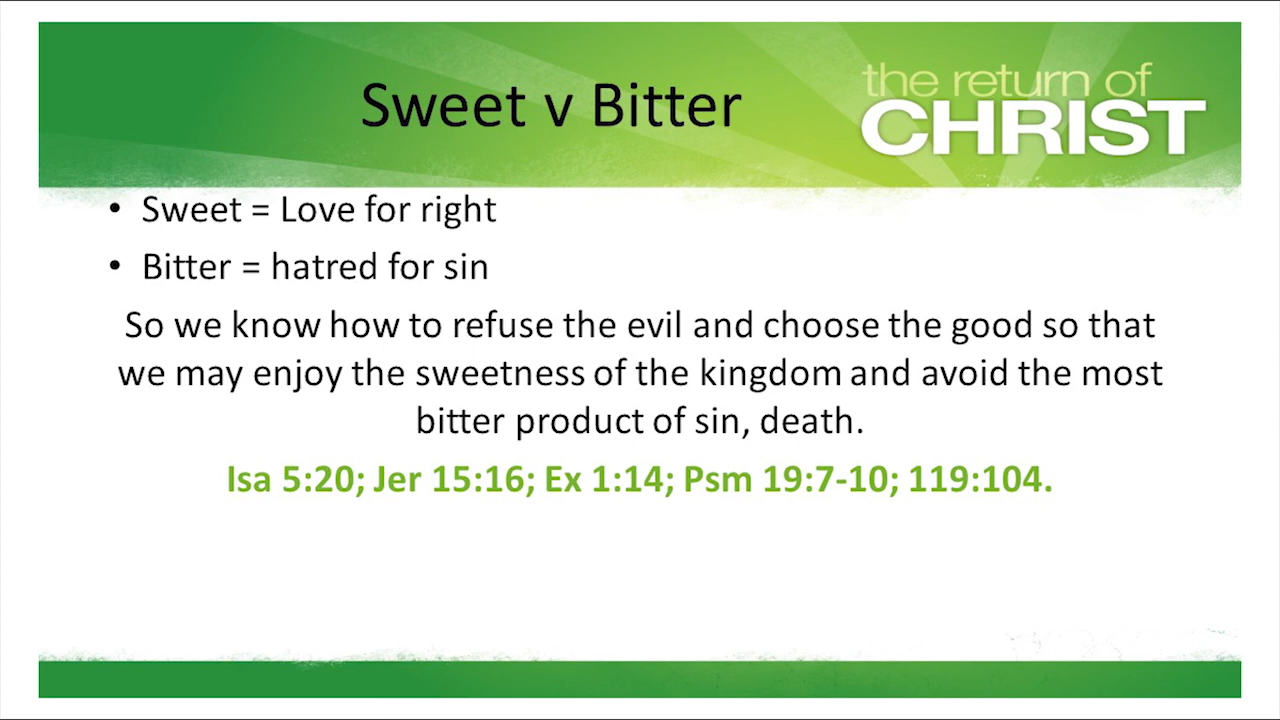 Sweet v Bitter
the return of
CHRIST
• Sweet = Love for right
• Bitter = hatred for sin
So we know how to refuse the evil and choose the good so that
we may enjoy the sweetness of the kingdom and avoid the most
bitter product of sin, death.
Isa 5:20; Jer 15:16; Ex 1:14; Psm 19:7-10; 119:104.